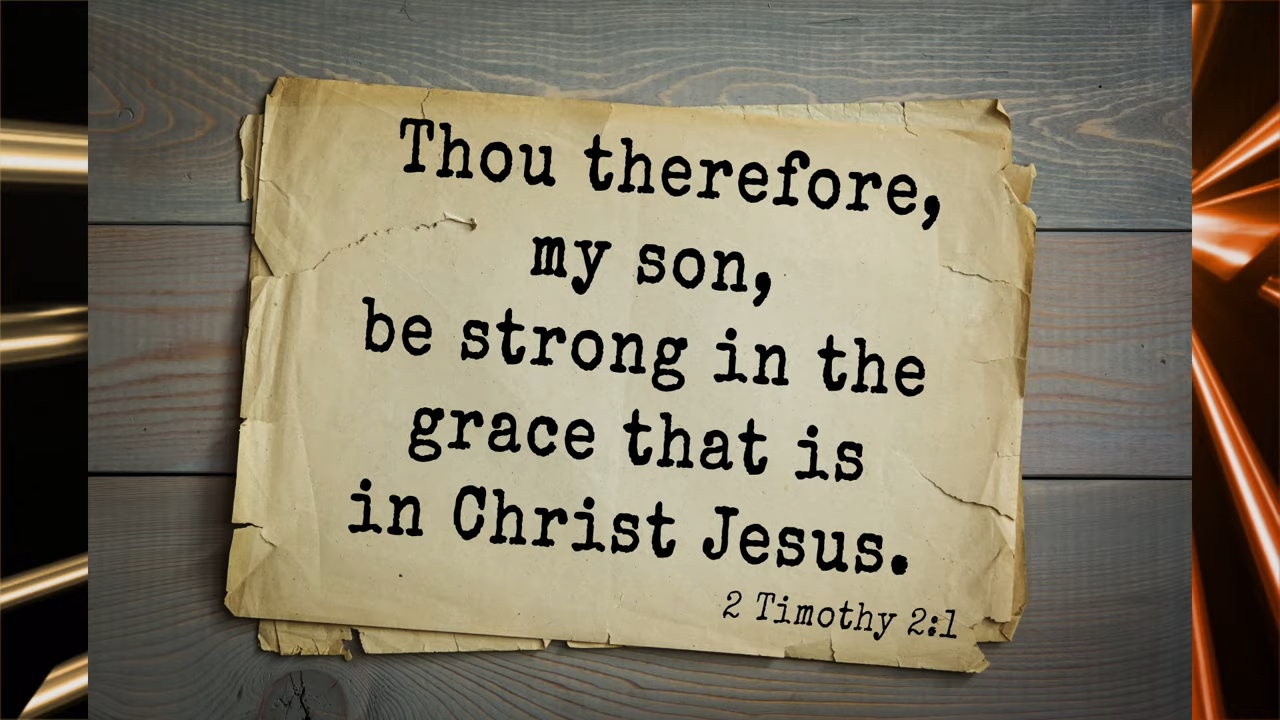 Thou therefore,
my son,
be strong in the
grace that is
in Christ Jesus.
2 Timothy 2:1